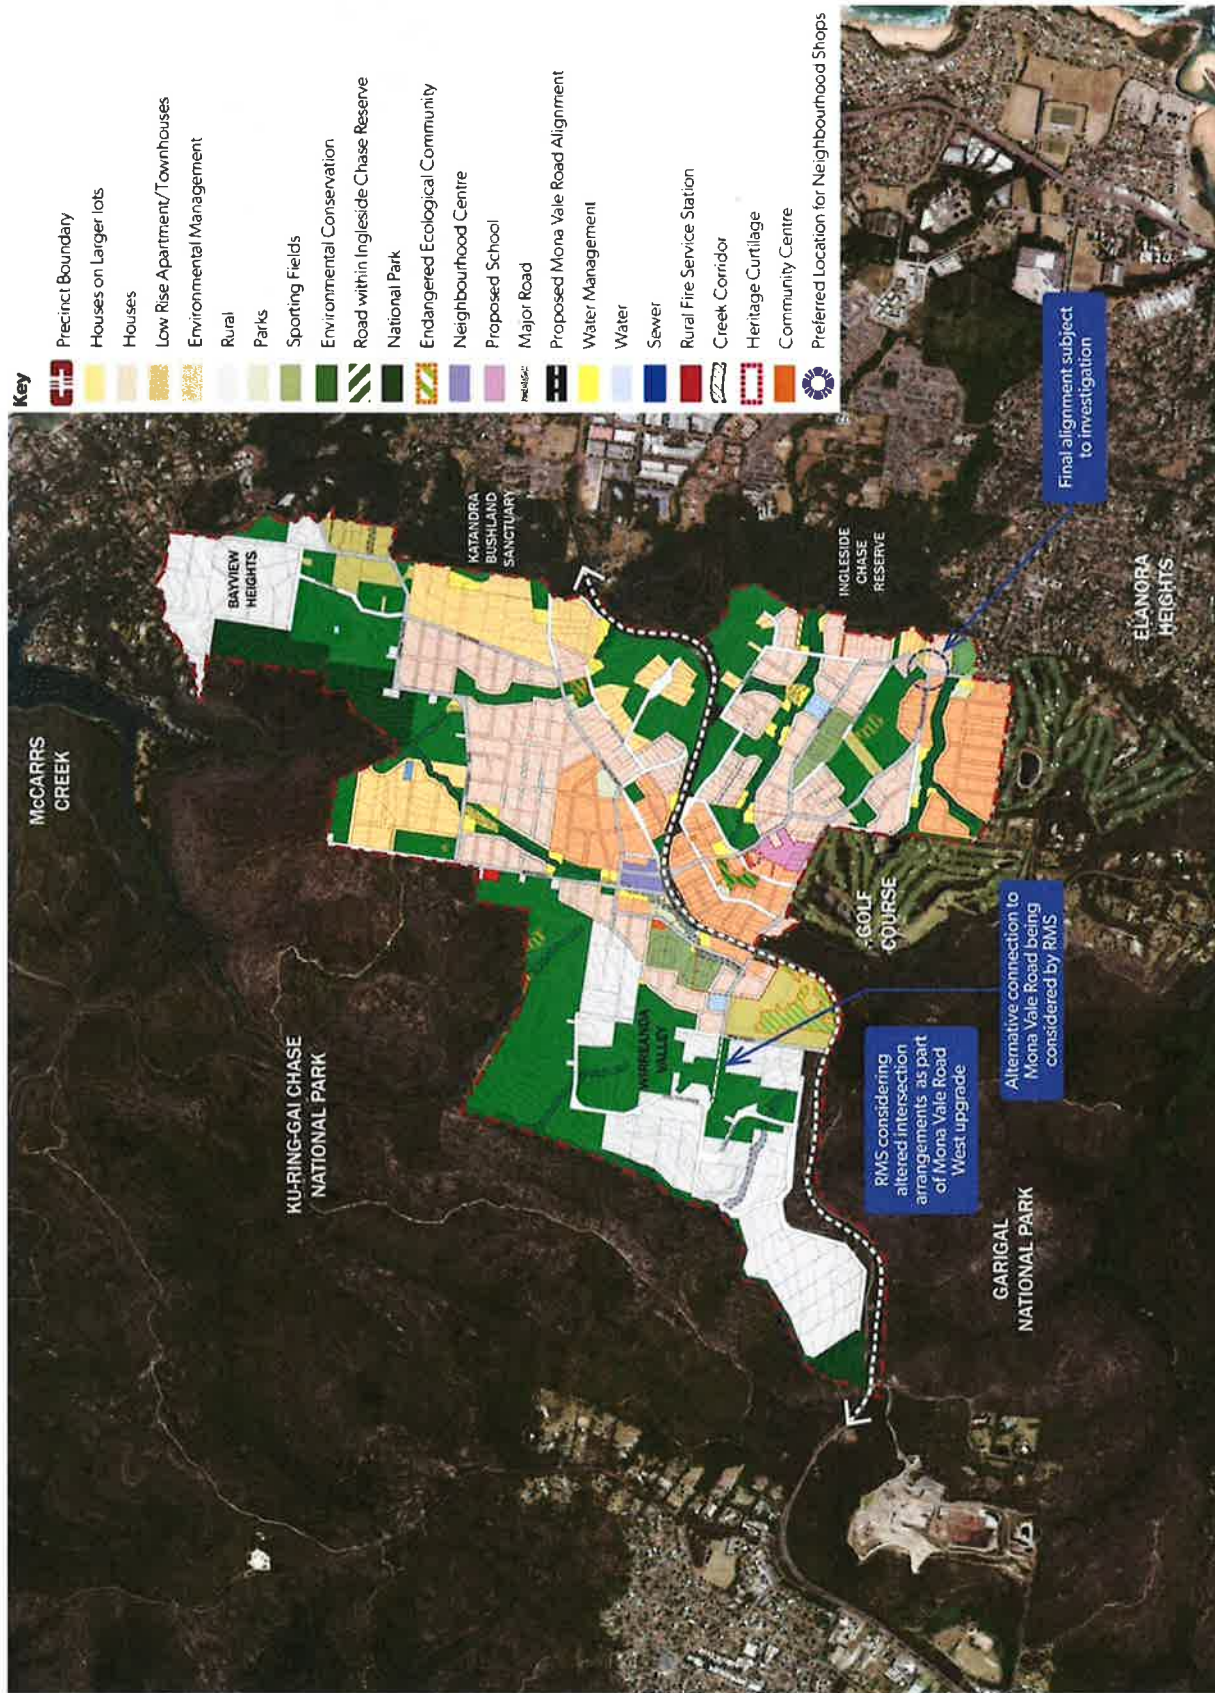 Key
Precinct Boundary
Houses on Larger lots
Houses
Low Rise Apartment/Townhouses
Environmental Management
Rural
Parks
Sporting Fields
Environmental Conservation
Road within Ingleside Chase Reserve
National Park
Endangered Ecological Community
Neighbourhood Centre
Proposed School
Major Road
Proposed Mona Vale Road Alignment
Water Management
Water
Sewer
Rural Fire Service Station
Creek Corridor
Heritage Curtilage
Community Centre
Preferred Location for Neighbourhood Shops
McCARRS
CREEK
BAYVIEW
HEIGHTS
KATANDRA
BUSHLAND
SANCTUARY
KU-RING-GAI CHASE
NATIONAL PARK
WIRREANDA
VALLEY
INGLESIDE
CHASE
RESERVE
GOLF
COURSE
ELANORA
HEIGHTS
GARIGAL
NATIONAL PARK
Final alignment subject
to investigation
Alternative connection to
Mona Vale Road being
considered by RMS
RMS considering
altered intersection
arrangements as part
of Mona Vale Road
West upgrade